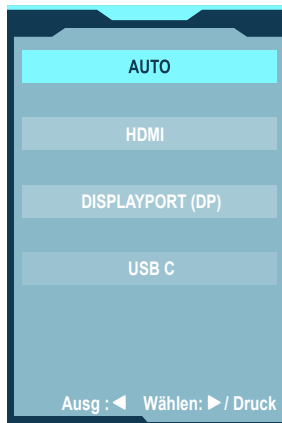 AUTO
HDMI
DISPLAYPORT (DP)
USB C
Ausg : ◀ Wählen: ▶ / Druck